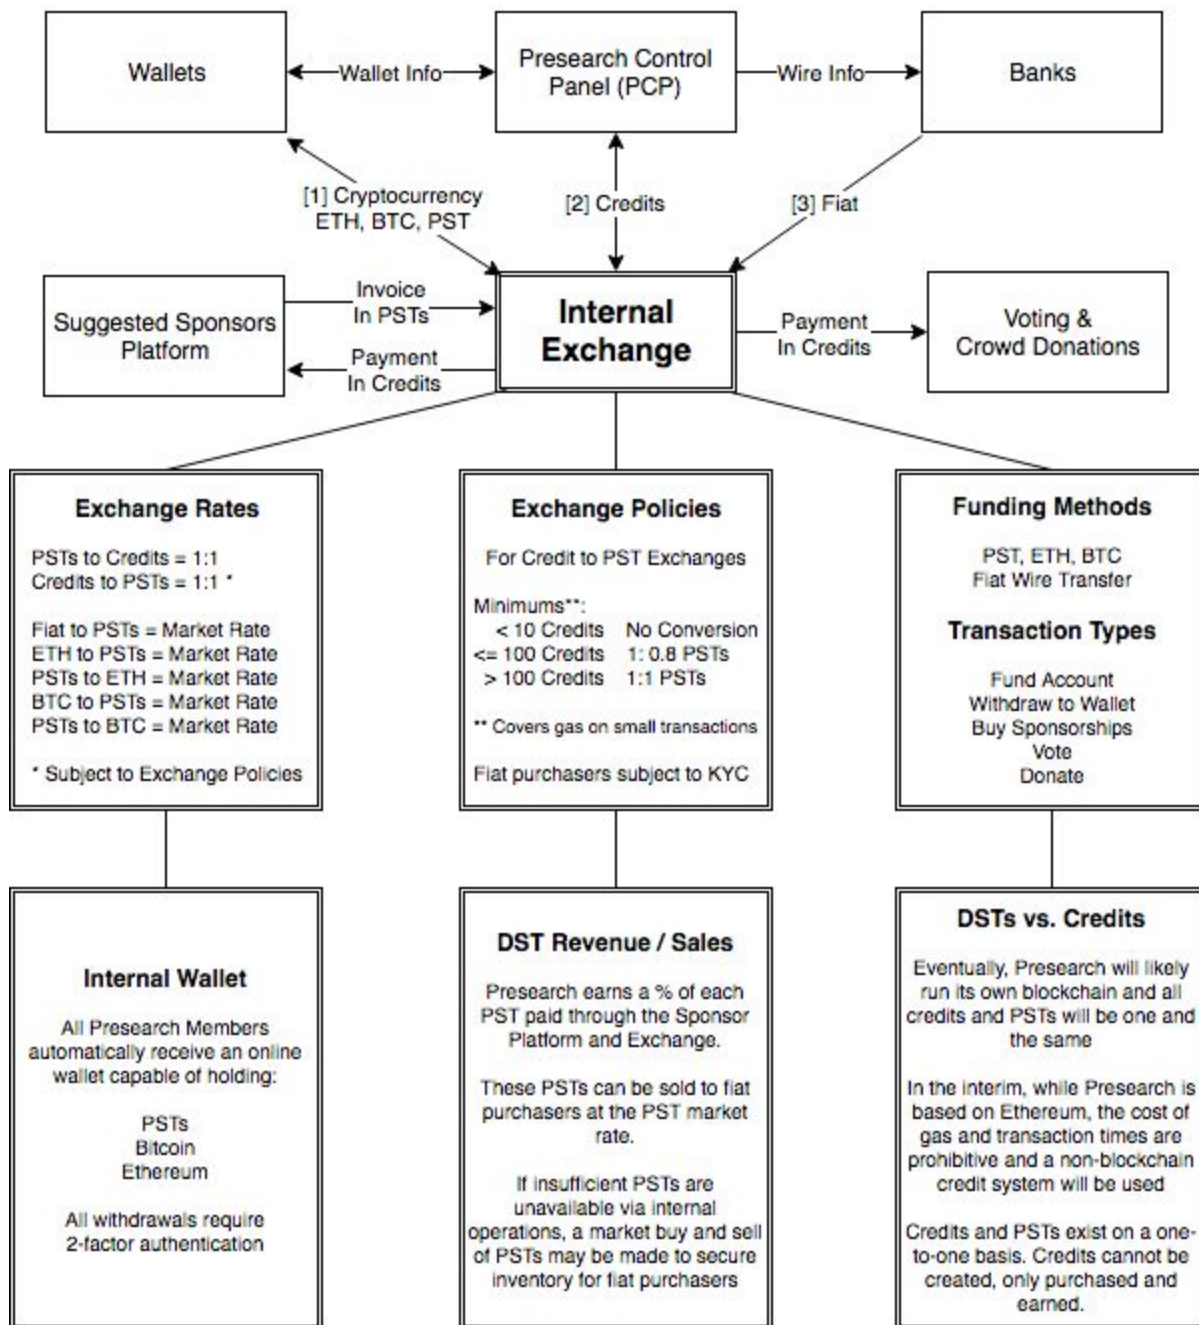 Wallets
Wallet Info
Presearch Control
Panel (PCP)
Wire Info
Banks
[1] Cryptocurrency
ETH, BTC, PST
[2] Credits
[3] Fiat
Suggested Sponsors
Platform
Invoice
In PSTs
Payment
In Credits
Internal
Exchange
Payment
In Credits
Voting &
Crowd Donations
Exchange Rates
PSTs to Credits = 1:1
Credits to PSTs = 1:1 *
Fiat to PSTs = Market Rate
ETH to PSTs = Market Rate
PSTs to ETH = Market Rate
BTC to PSTs = Market Rate
PSTs to BTC = Market Rate
* Subject to Exchange Policies
Exchange Policies
For Credit to PST Exchanges
Minimums**:
< 10 Credits No Conversion
<= 100 Credits 1: 0.8 PSTs
> 100 Credits 1:1 PSTs
** Covers gas on small transactions
Fiat purchasers subject to KYC
Funding Methods
PST, ETH, BTC
Fiat Wire Transfer
Transaction Types
Fund Account
Withdraw to Wallet
Buy Sponsorships
Vote
Donate
Internal Wallet
All Presearch Members
automatically receive an online
wallet capable of holding:
PSTs
Bitcoin
Ethereum
All withdrawals require
2-factor authentication
DST Revenue / Sales
Presearch earns a % of each
PST paid through the Sponsor
Platform and Exchange.
These PSTs can be sold to fiat
purchasers at the PST market
rate.
If insufficient PSTs are
unavailable via internal
operations, a market buy and sell
of PSTs may be made to secure
inventory for fiat purchasers
DSTs vs. Credits
Eventually, Presearch will likely
run its own blockchain and all
credits and PSTs will be one and
the same
In the interim, while Presearch is
based on Ethereum, the cost of
gas and transaction times are
prohibitive and a non-blockchain
credit system will be used
Credits and PSTs exist on a one-
to-one basis. Credits cannot be
created, only purchased and
earned.